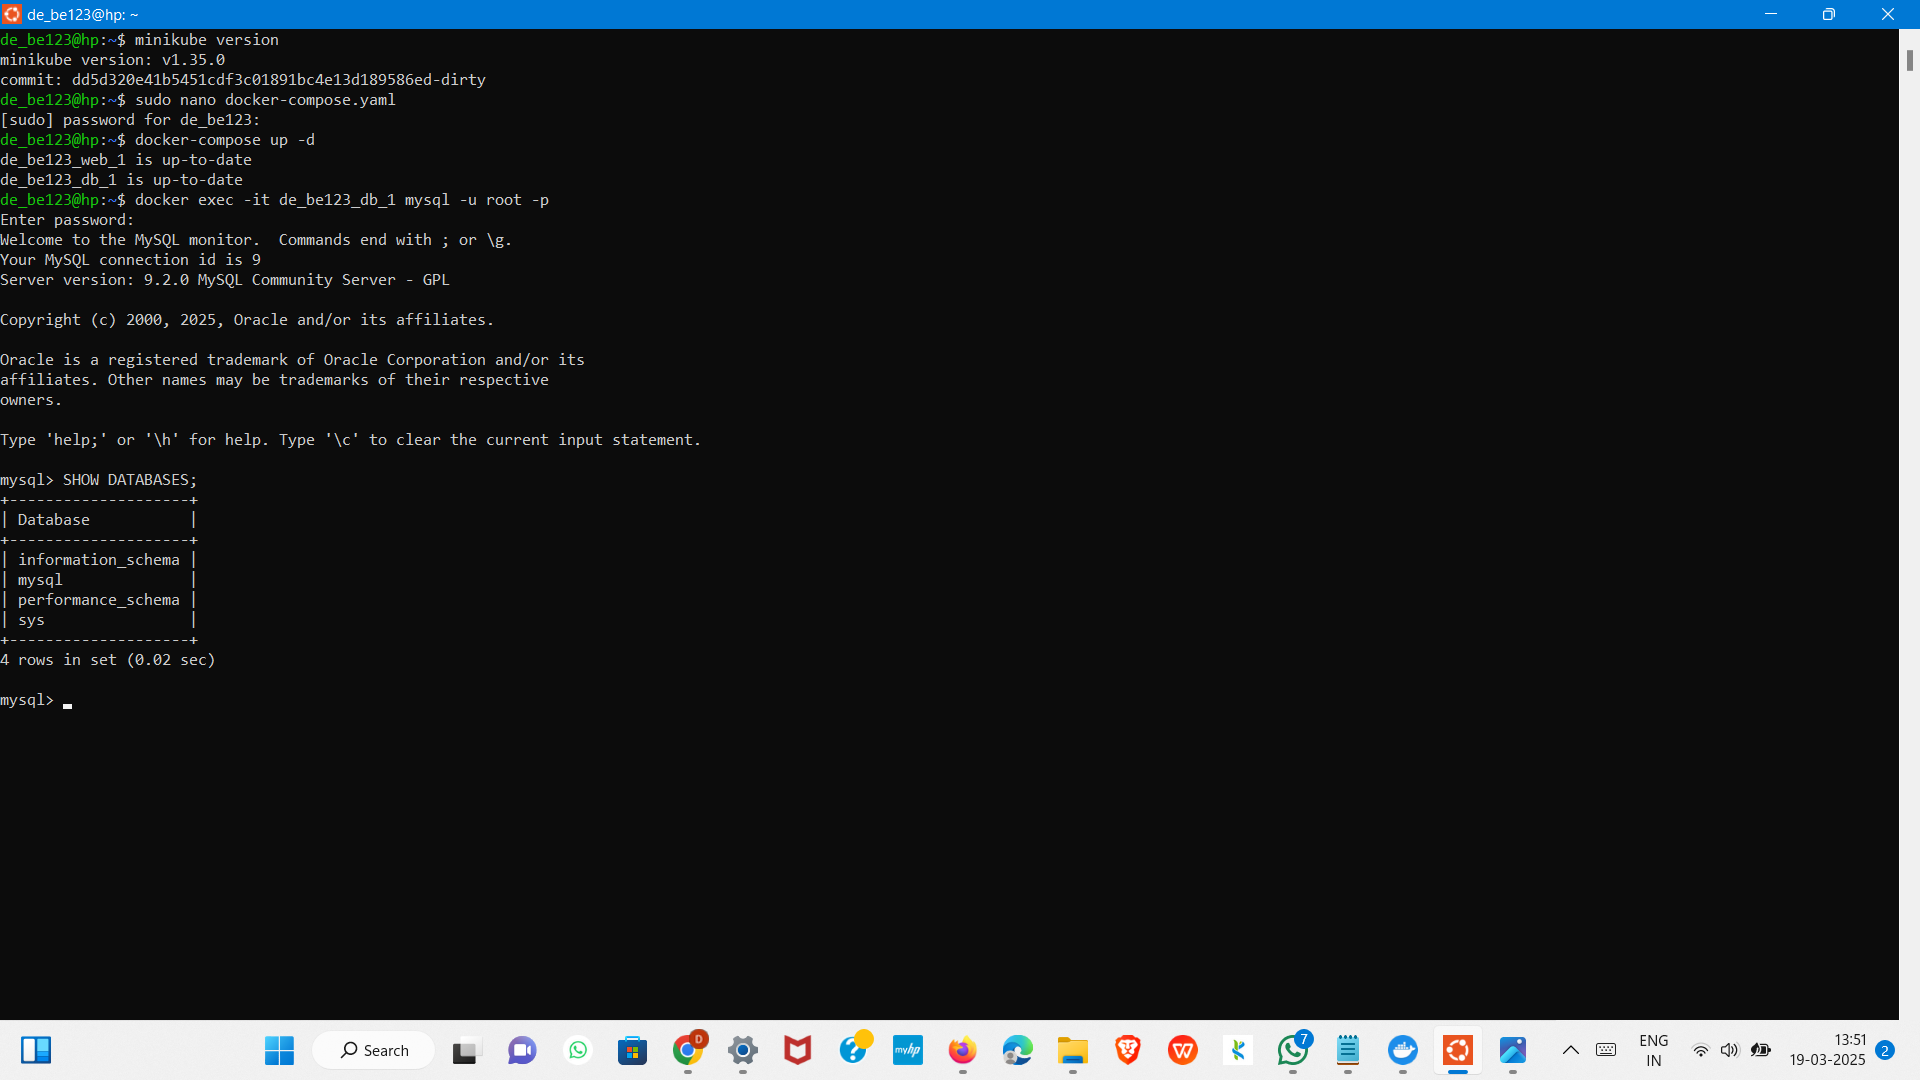 de_be123@hp: ~
de_be123@hp:~$ minikube version
minikube version: v1.35.0
commit: dd5d320e41b5451cdf3c01891bc4e13d189586ed-dirty
de_be123@hp:~$ sudo nano docker-compose.yaml
[sudo] password for de_be123:
de_be123@hp:~$ docker-compose up -d
de_be123_web_1 is up-to-date
de_be123_db_1 is up-to-date
de_be123@hp:~$ docker exec -it de_be123_db_1 mysql -u root -p
Enter password:
Welcome to the MySQL monitor.  Commands end with ; or \g.
Your MySQL connection id is 9
Server version: 9.2.0 MySQL Community Server - GPL
Copyright (c) 2000, 2025, Oracle and/or its affiliates.
Oracle is a registered trademark of Oracle Corporation and/or its
affiliates. Other names may be trademarks of their respective
owners.
Type 'help;' or '\h' for help. Type '\c' to clear the current input statement.
mysql> SHOW DATABASES;
+--------------------+
| Database           |
+--------------------+
| information_schema |
| mysql              |
| performance_schema |
| sys                |
+--------------------+
4 rows in set (0.02 sec)
mysql>
Search
D
myhp
7
ENG
IN
13:51
19-03-2025
2